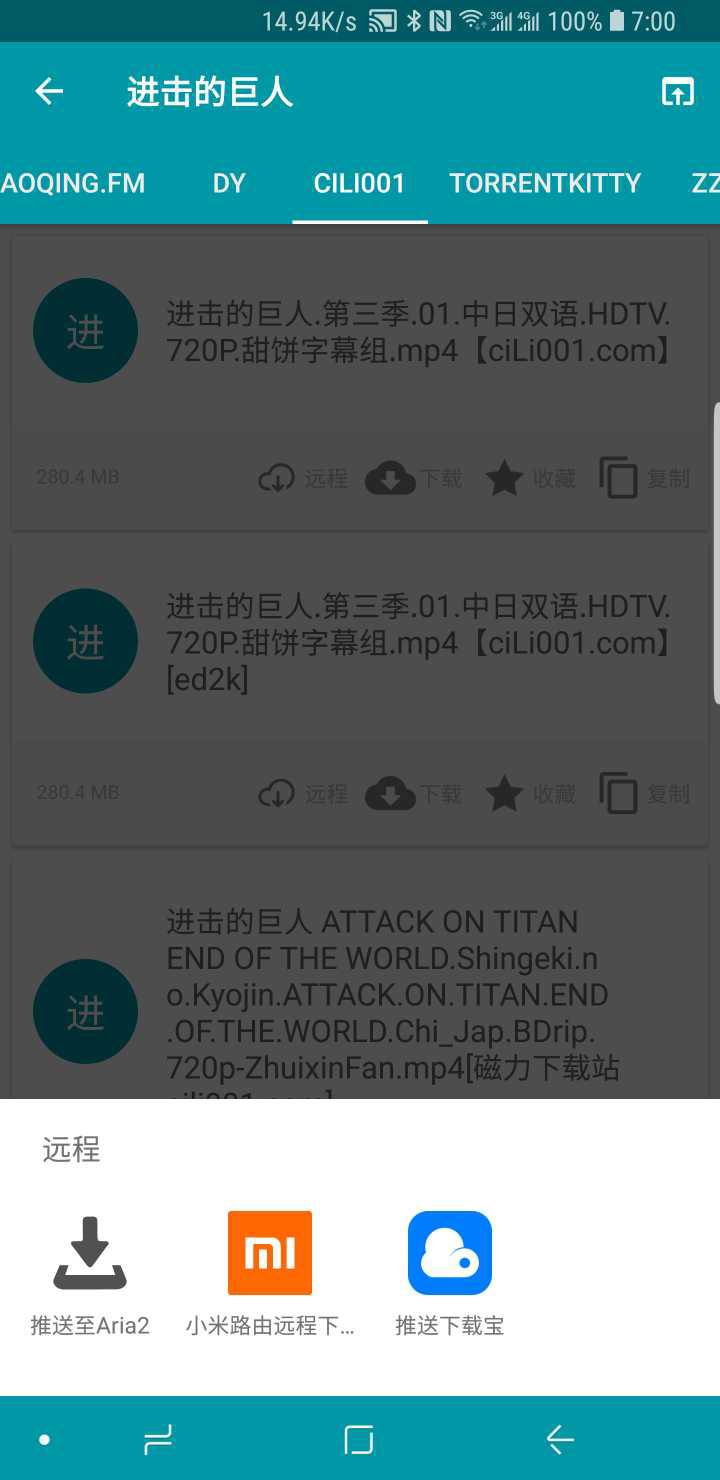 14.94K/s 3G 4G 100% 7:00
进击的巨人
AOQING.FM DY CILI001 TORRENTKITTY ZZ
进
进击的巨人.第三季.01.中日双语.HDTV.
720P.甜饼字幕组.mp4【ciLi001.com】
280.4 MB 远程 下载 收藏 复制
进
进击的巨人.第三季.01.中日双语.HDTV.
720P.甜饼字幕组.mp4【ciLi001.com】
[ed2k]
280.4 MB 远程 下载 收藏 复制
进
进击的巨人 ATTACK ON TITAN
END OF THE WORLD.Shingeki.n
o.Kyojin.ATTACK.ON.TITAN.END
.OF.THE.WORLD.Chi_Jap.BDrip.
720p-ZhuixinFan.mp4[磁力下载站
远程
mi
推送至Aria2 小米路由远程下... 推送下载宝